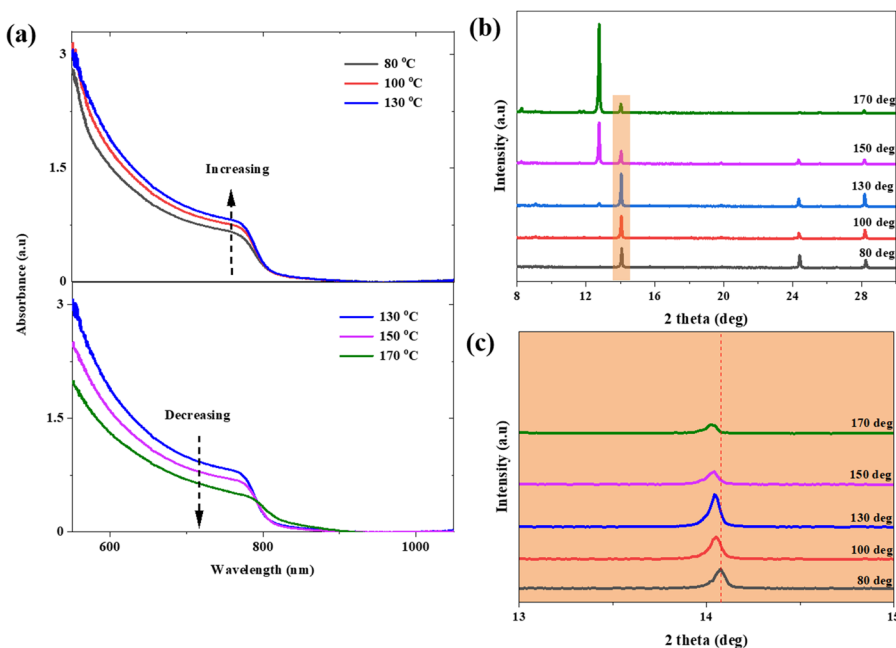 (a)
3
1.5
0
80 °C
100 °C
130 °C
Increasing
3
1.5
0
130 °C
150 °C
170 °C
Decreasing
600
800
1000
Absorbance (a.u)
Wavelength (nm)
(b)
170 deg
150 deg
130 deg
100 deg
80 deg
Intensity (a.u)
8
12
16
20
24
28
2 theta (deg)
(c)
170 deg
150 deg
130 deg
100 deg
80 deg
Intensity (a.u)
13
14
15
2 theta (deg)